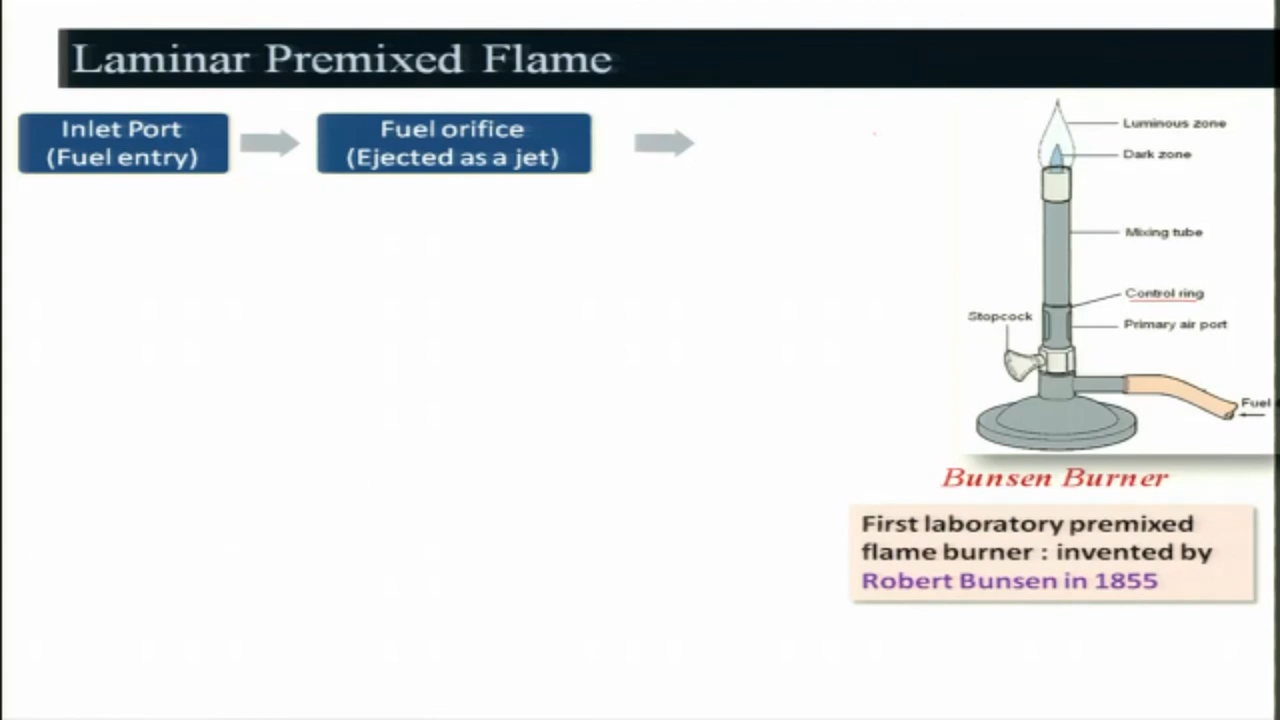 Laminar Premixed Flame
Inlet Port
(Fuel entry)
Fuel orifice
(Ejected as a jet)
Luminous zone
Dark zone
Mixing tube
Control ring
Stopcock
Primary air port
Fuel
Bunsen Burner
First laboratory premixed
flame burner : invented by
Robert Bunsen in 1855